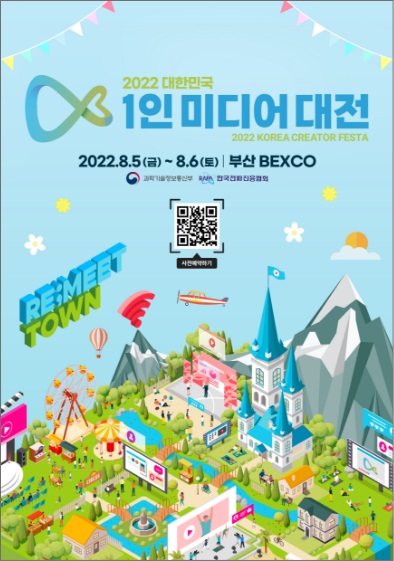 2022 대한민국
1인 미디어 대전
2022 KOREA CREATOR FESTA
2022.8.5(금) ~ 8.6(토) | 부산 BEXCO
과학기술정보통신부 RAPA 한국전파진흥협회
사전예약하기
RE;MEET
TOWN